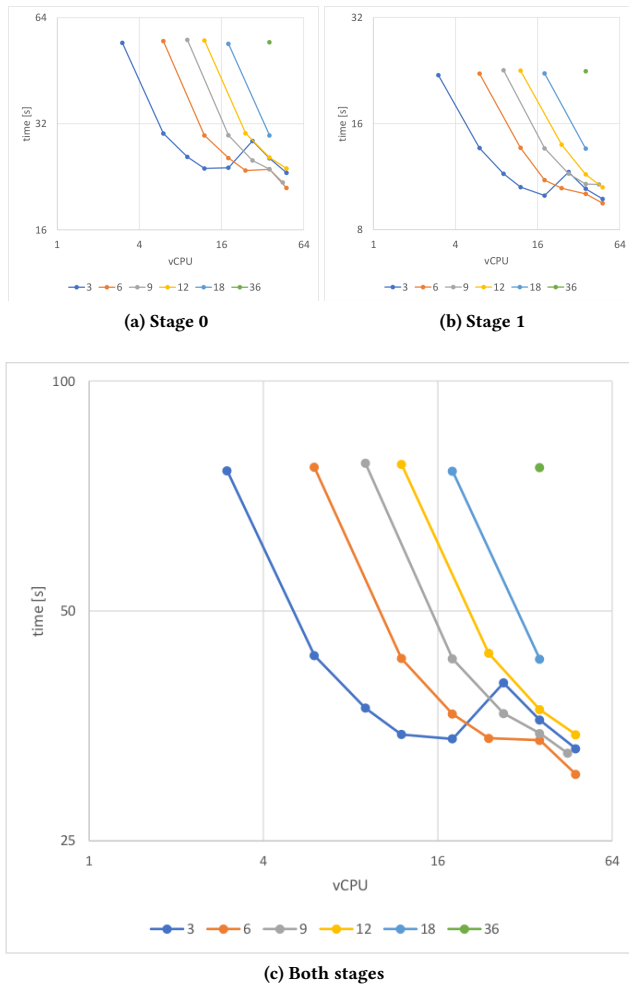 64
32
16
time [s]
1 4 16 64
vCPU
3 6 9 12 18 36
(a) Stage 0
32
16
8
time [s]
1 4 16 64
vCPU
3 6 9 12 18 36
(b) Stage 1
100
50
25
time [s]
1 4 16 64
vCPU
3 6 9 12 18 36
(c) Both stages